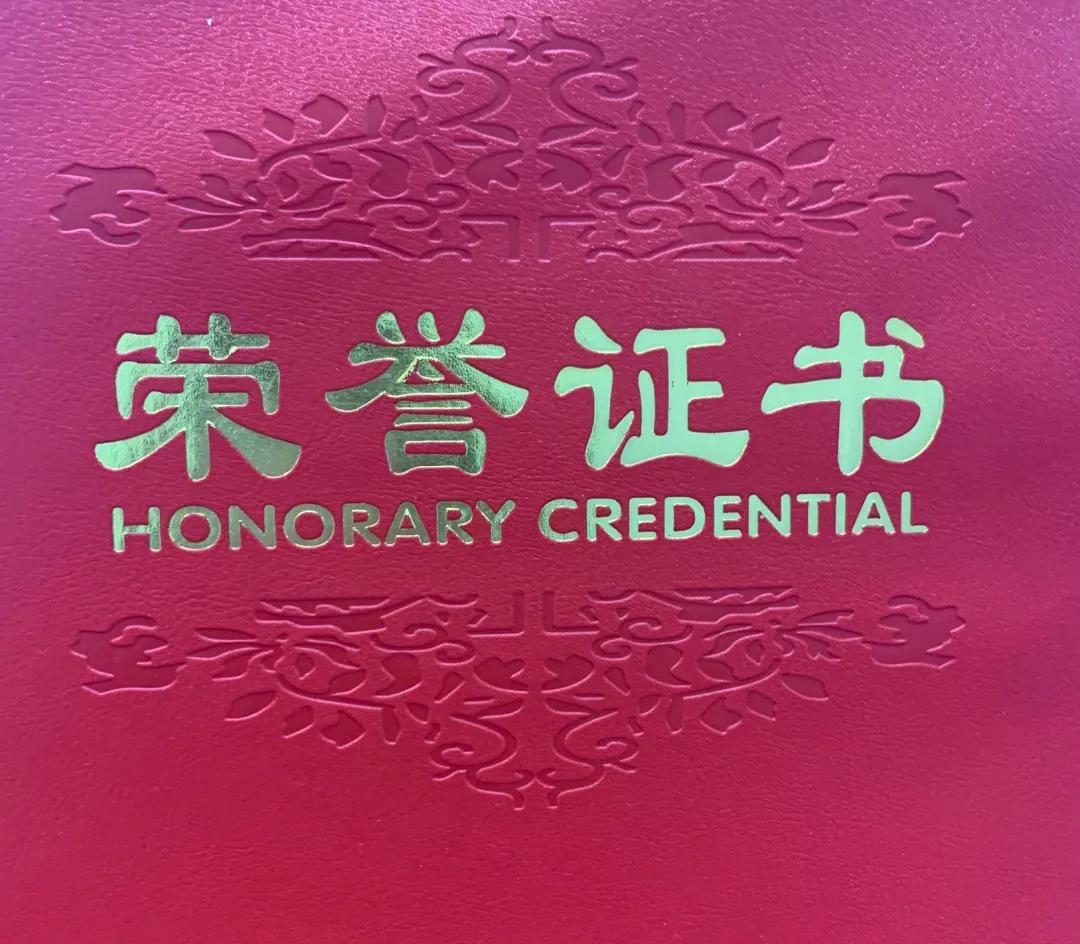 荣誉证书
HONORARY CREDENTIAL